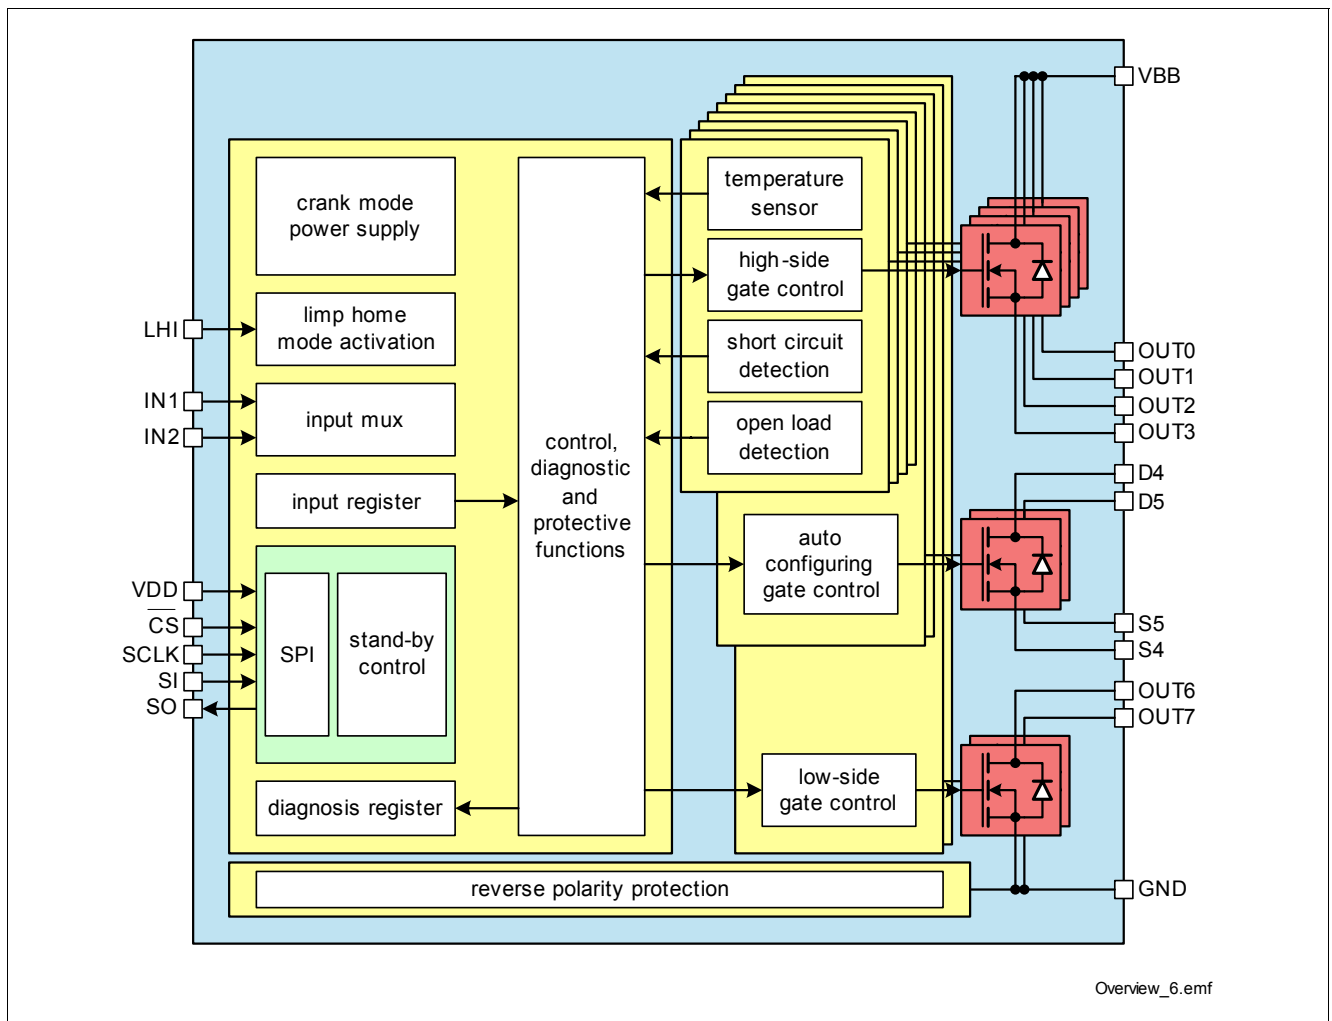 VBB
crank mode
power supply
temperature
sensor
high-side
gate control
LHI
limp home
mode activation
short circuit
detection
OUT0
OUT1
OUT2
OUT3
IN1
IN2
input mux
open load
detection
control,
diagnostic
and
protective
functions
input register
D4
D5
auto
configuring
gate control
VDD
CS
SCLK
SI
SO
SPI
stand-by
control
S5
S4
OUT6
OUT7
diagnosis register
low-side
gate control
reverse polarity protection
GND
Overview_6.emf